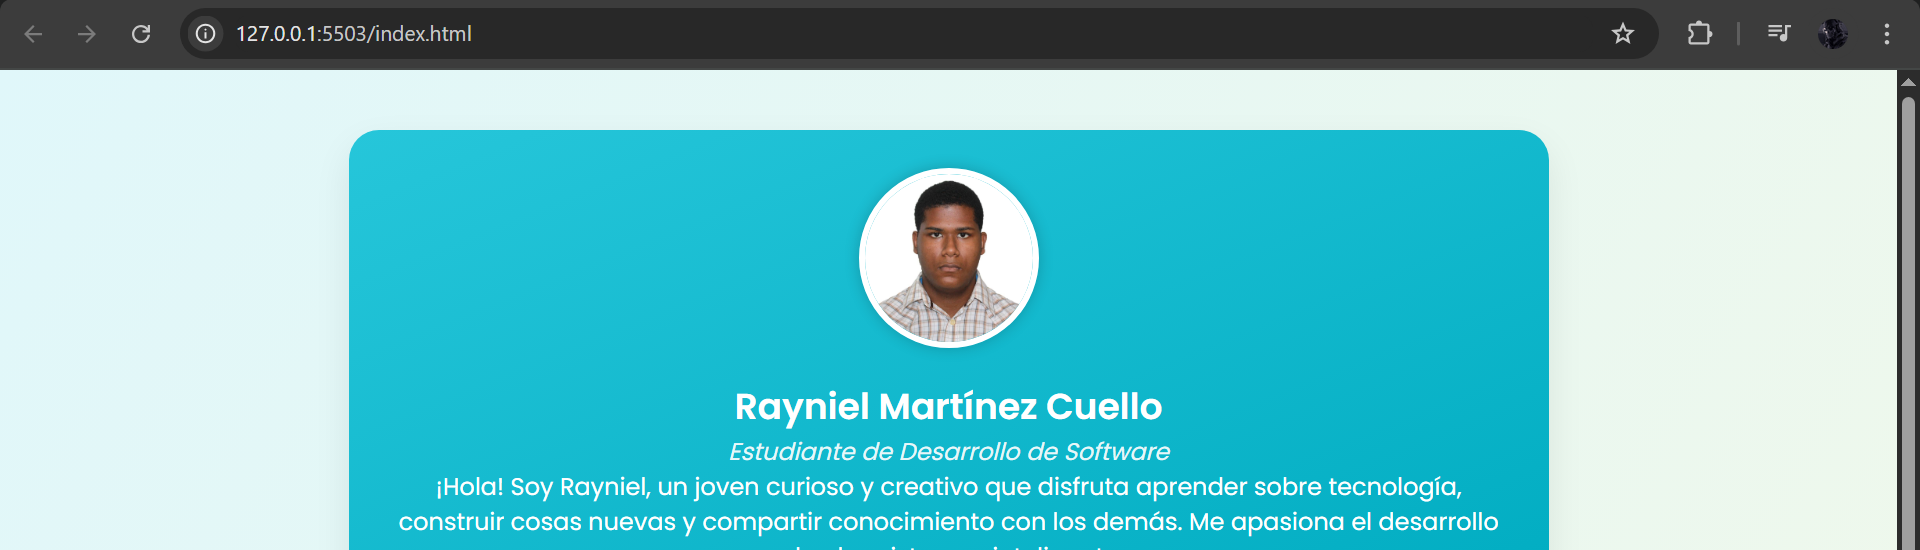 127.0.0.1:5503/index.html
Rayniel Martínez Cuello
Estudiante de Desarrollo de Software
¡Hola! Soy Rayniel, un joven curioso y creativo que disfruta aprender sobre tecnología,
construir cosas nuevas y compartir conocimiento con los demás. Me apasiona el desarrollo